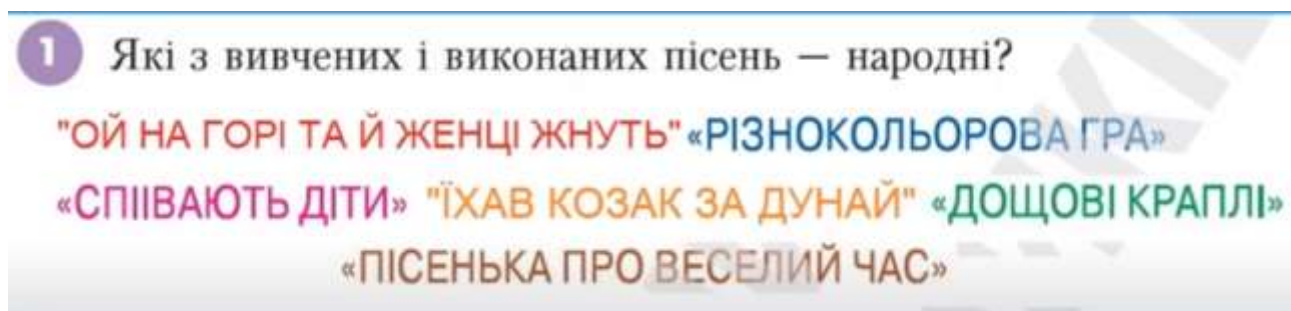 1 Які з вивчених і виконаних пісень — народні?
"ОЙ НА ГОРІ ТА Й ЖЕНЦІ ЖНУТЬ" «РІЗНОКОЛЬОРОВА ГРА»
«СПІІВАЮТЬ ДІТИ» "ЇХАВ КОЗАК ЗА ДУНАЙ" «ДОЩОВІ КРАПЛІ»
«ПІСЕНЬКА ПРО ВЕСЕЛИЙ ЧАС»